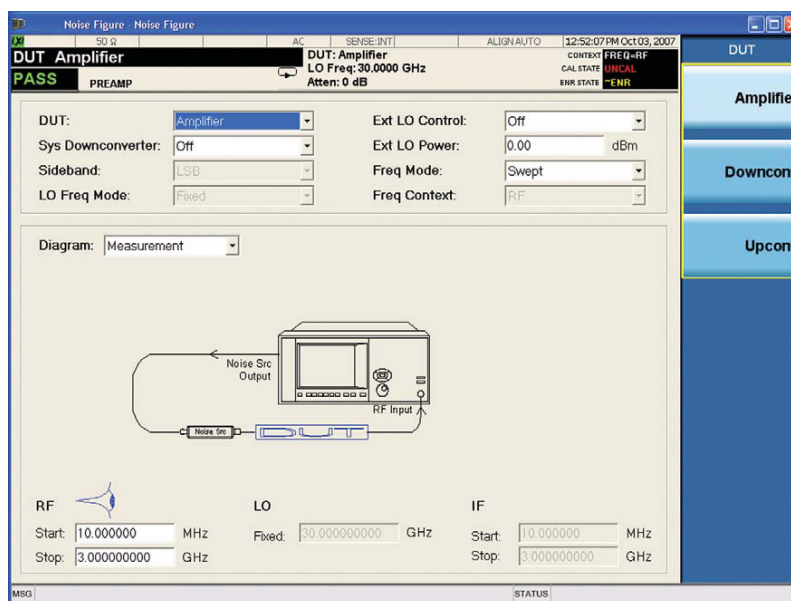 Noise Figure - Noise Figure
LXI 50 Ω AC SENSE:INT ALIGN AUTO 12:52:07 PM Oct 03, 2007
DUT Amplifier
DUT: Amplifier
LO Freq: 30.0000 GHz
Atten: 0 dB
CONTEXT FREQ=RF
CAL STATE UNCAL
ENR STATE ~ENR
PASS PREAMP
DUT
Amplifie
Downcon
Upcon
DUT: Amplifier Ext LO Control: Off
Sys Downconverter: Off Ext LO Power: 0.00 dBm
Sideband: LSB Freq Mode: Swept
LO Freq Mode: Fixed Freq Context: RF
Diagram: Measurement
Noise Src
Output
RF Input
Noise Src
DUT
RF LO IF
Start: 10.000000 MHz Fixed: 30.000000000 GHz Start: 10.000000 MHz
Stop: 3.000000000 GHz Stop: 3.000000000 GHz
MSG STATUS